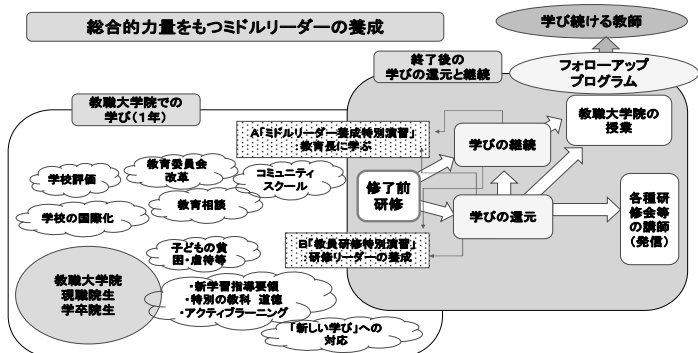 総合的力量をもつミドルリーダーの養成
学び続ける教師
フォローアップ
プログラム
終了後の
学びの還元と継続
教職大学院での
学び(1年)
A「ミドルリーダー養成特別演習」
:教育長に学ぶ
学びの継続
教職大学院の
授業
学校評価
教育委員会
改革
コミュニティ
スクール
教育相談
学校の国際化
修了前
研修
学びの還元
各種研
修会等
の講師
(発信)
子どもの貧
困・虐待等
B「教員研修特別演習」
:研修リーダーの養成
教職大学院
現職院生
学卒院生
・新学習指導要領
・特別の教科 道徳
・アクティブラーニング
「新しい学び」への
対応